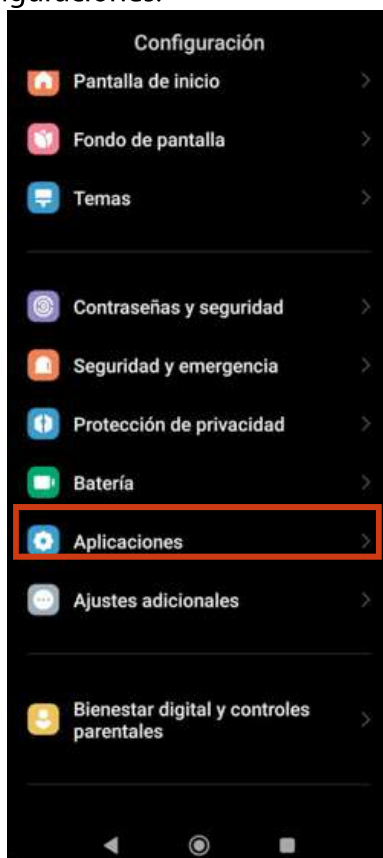 guraciones.
Configuración
Pantalla de inicio
Fondo de pantalla
Temas
Contraseñas y seguridad
Seguridad y emergencia
Protección de privacidad
Batería
Aplicaciones
Ajustes adicionales
Bienestar digital y controles
parentales